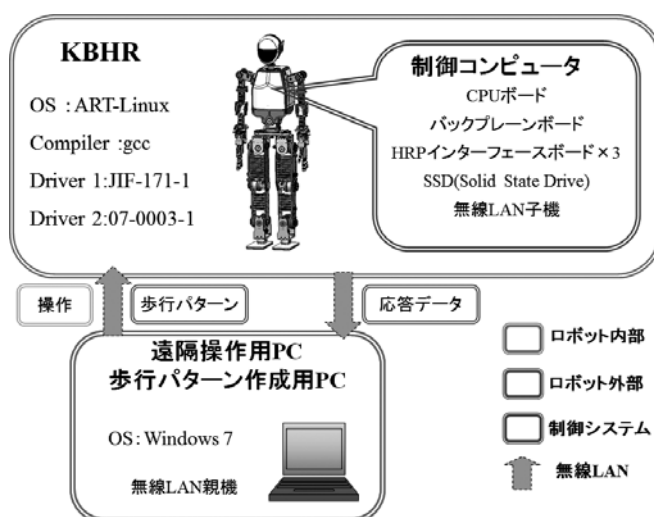 KBHR
OS : ART-Linux
Compiler :gcc
Driver 1:JIF-171-1
Driver 2:07-0003-1
制御コンピュータ
CPUボード
バックプレーンボード
HRPインターフェースボード×3
SSD(Solid State Drive)
無線LAN子機
操作
歩行パターン
応答データ
遠隔操作用PC
歩行パターン作成用PC
OS : Windows 7
無線LAN親機
ロボット内部
ロボット外部
制御システム
無線LAN